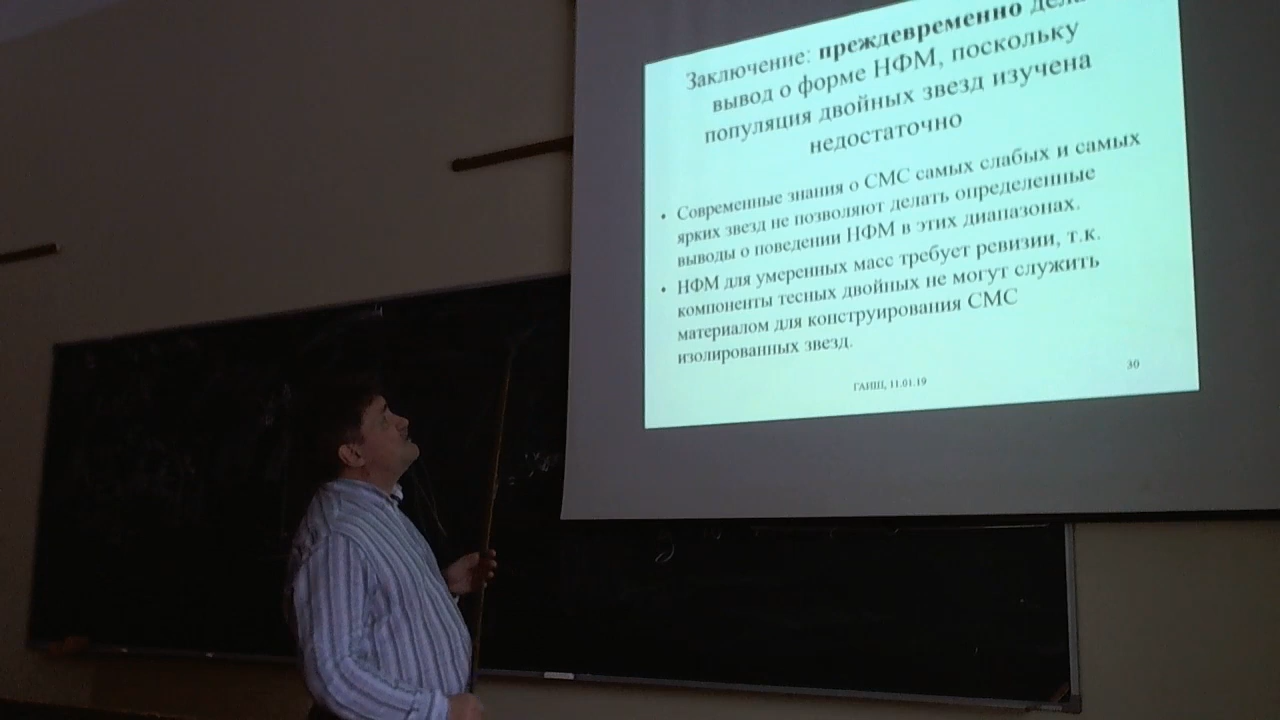 Заключение: преждевременно
вывод о форме НФМ, поскольку
популяция двойных звезд изучена
недостаточно
• Современные знания о СМС самых слабых и самых
ярких звезд не позволяют делать определенные
выводы о поведении НФМ в этих диапазонах.
• НФМ для умеренных масс требует ревизии, т.к.
компоненты тесных двойных не могут служить
материалом для конструирования СМС
изолированных звезд.
ГАИШ, 11.01.19
30